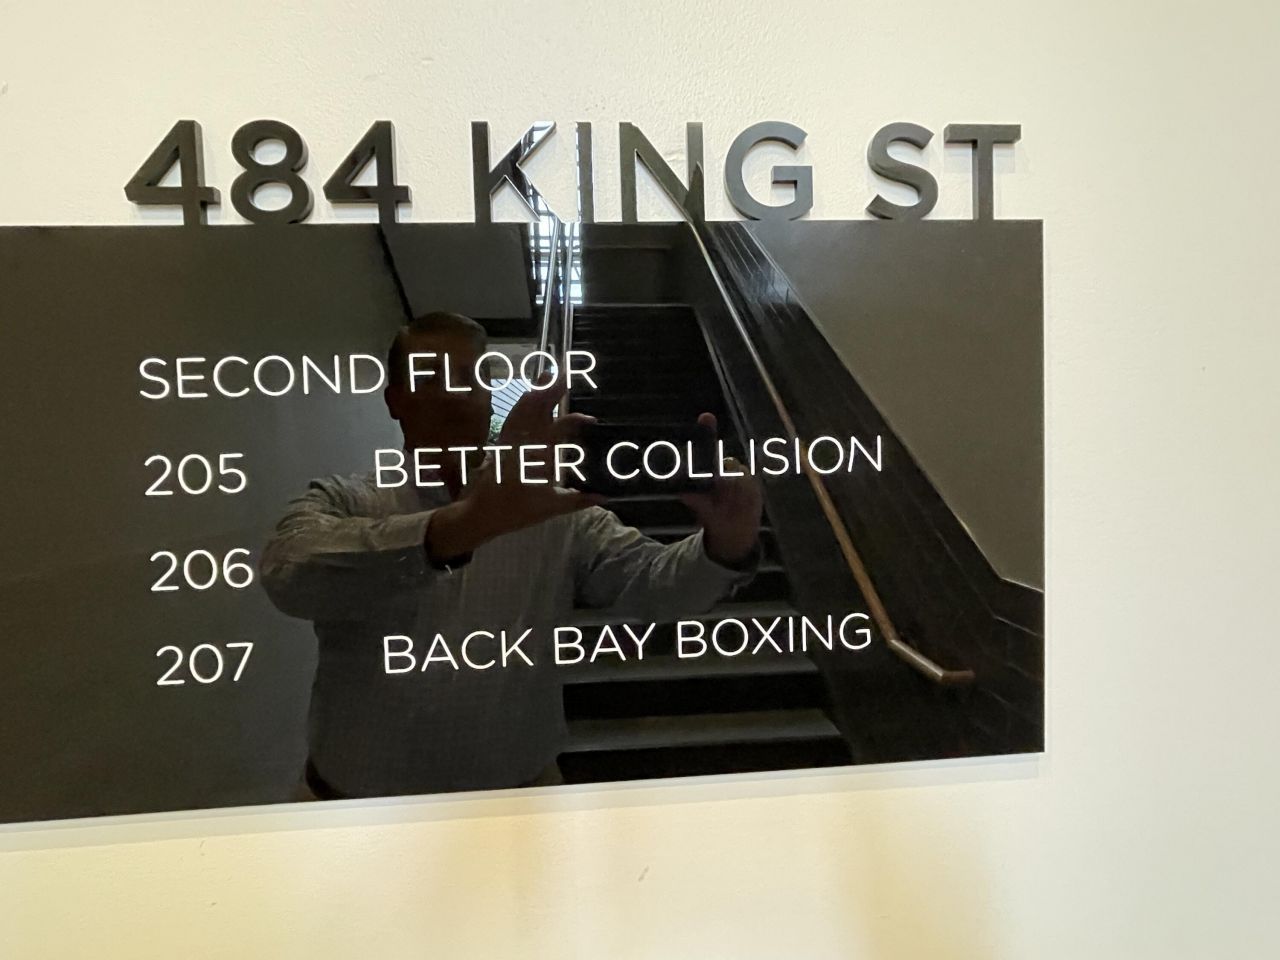 484 KING ST
SECOND FLOOR
205 BETTER COLLISION
206
207 BACK BAY BOXING